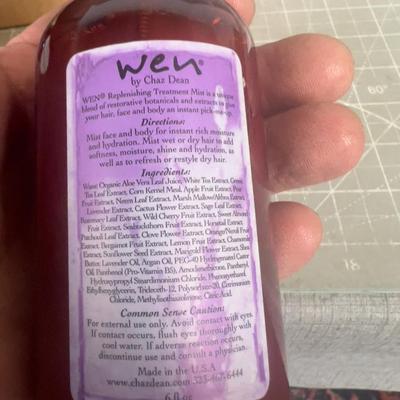 wen®
by Chaz Dean
WEN® Replenishing Treatment Mist is a unique
blend of restorative botanicals and extracts to give
your hair, face and body an instant pick-me-up.
Directions:
Mist face and body for instant rich moisture
and hydration. Mist wet or dry hair to add
softness, moisture, shine and hydration, as
well as to refresh or restyle dry hair.
Ingredients:
Water, Organic Aloe Vera Leaf Juice, White Tea Extract, Green
Tea Leaf Extract, Corn Kernel Meal, Apple Fruit Extract, Pear
Fruit Extract, Neem Leaf Extract, Marsh Mallow/Althea Extract,
Lavender Extract, Cactus Flower Extract, Sage Leaf Extract,
Rosemary Leaf Extract, Wild Cherry Fruit Extract, Sweet Almond
Fruit Extract, Seabuckthorn Fruit Extract, Horsetail Extract,
Patchouli Leaf Extract, Clove Flower Extract, Orange/Neroli Fruit
Extract, Bergamot Fruit Extract, Lemon Fruit Extract, Chamomile
Extract, Sunflower Seed Extract, Marigold Flower Extract, Shea
Butter, Lavender Oil, Argan Oil, PEG-40 Hydrogenated Castor
Oil, Panthenol (Pro-Vitamin B5), Amodimethicone, Panthenyl
Hydroxypropyl Steardimonium Chloride, Phenoxyethanol,
Ethylhexylglycerin, Trideceth-12, Polysorbate-20, Cetrimonium
Chloride, Methylisothiazolinone, Citric Acid.
Common Sense Caution:
For external use only. Avoid contact with eyes.
If contact occurs, flush eyes thoroughly with
cool water. If adverse reaction occurs,
discontinue use and consult a physician.
Made in the U.S.A
www.chazdean.com 323-467-6444
6 fl oz
60°